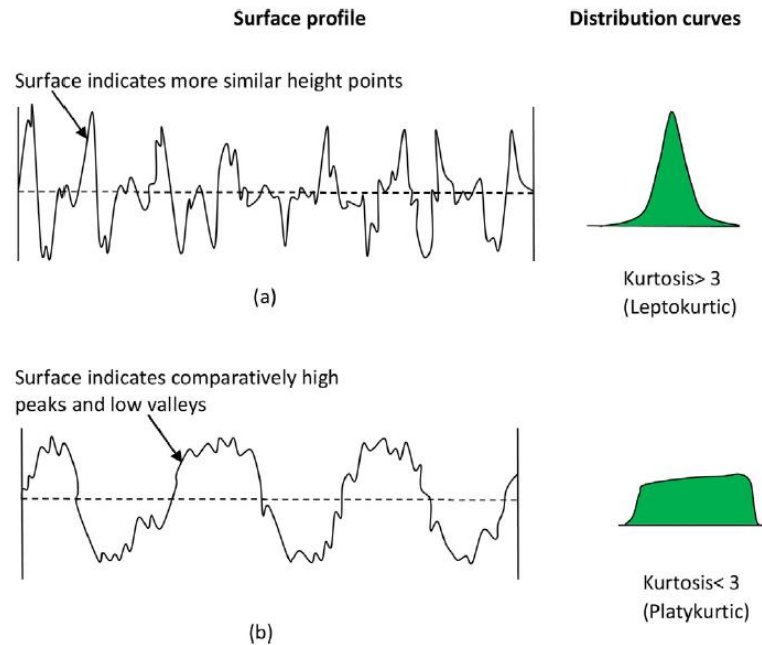 Surface profile
Distribution curves
Surface indicates more similar height points
Kurtosis> 3
(Leptokurtic)
(a)
Surface indicates comparatively high
peaks and low valleys
Kurtosis< 3
(Platykurtic)
(b)